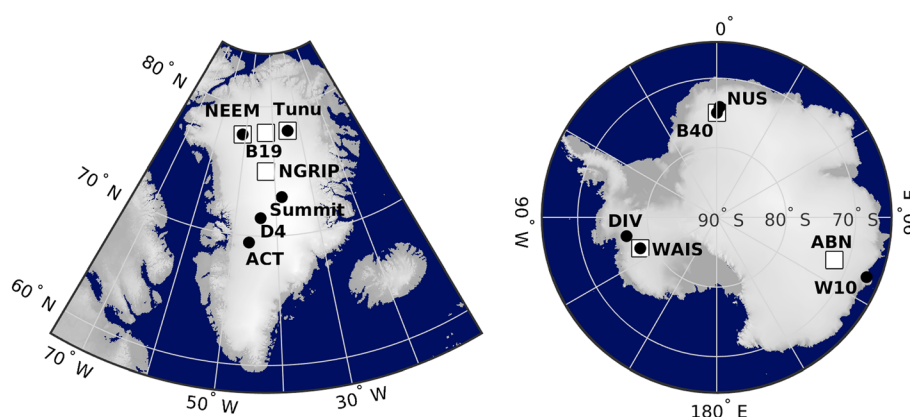 80°N
70°N
60°N
70°W
50°W
30°W
NEEM
Tunu
B19
NGRIP
Summit
D4
ACT
0°
90°W
180°E
NUS
B40
DIV
WAIS
90°S
80°S
70°S
ABN
W10